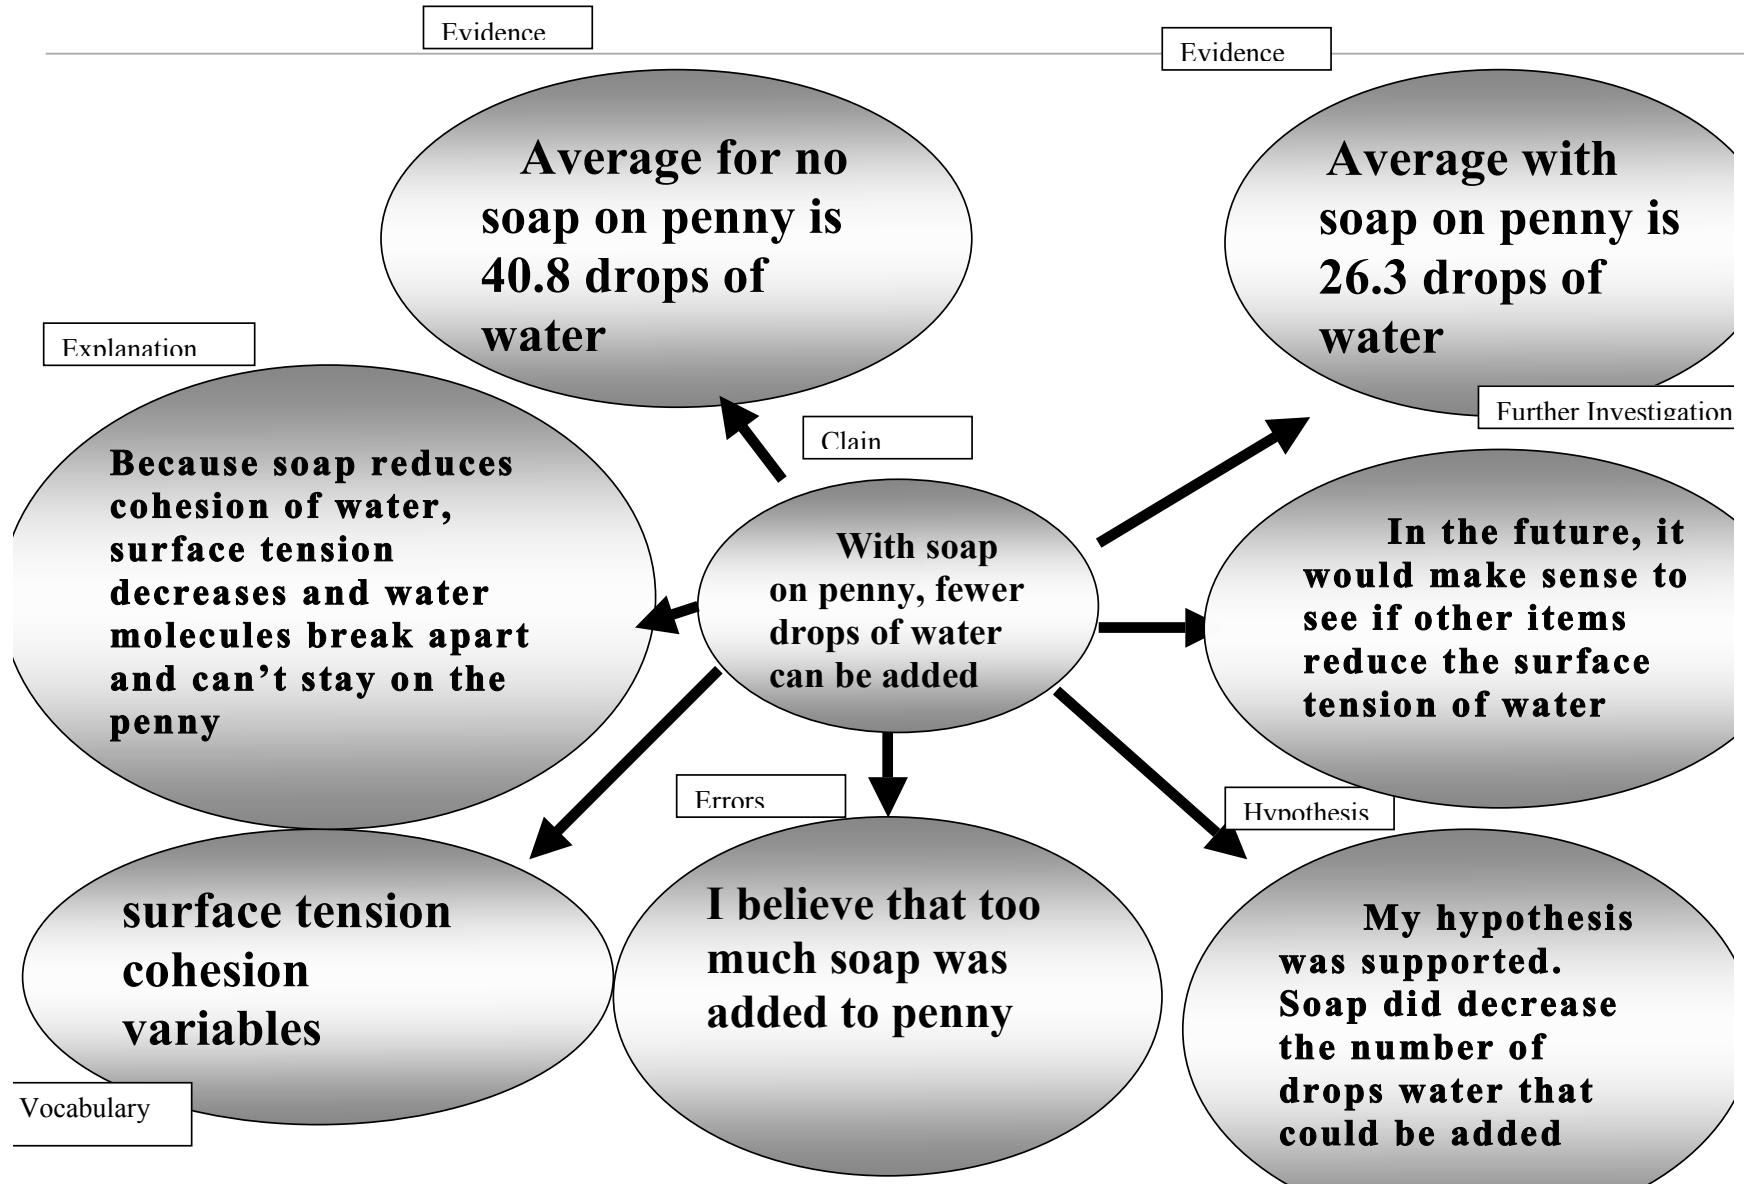 Evidence
Evidence
Average for no
soap on penny is
40.8 drops of
water
Average with
soap on penny is
26.3 drops of
water
Explanation
Because soap reduces
cohesion of water,
surface tension
decreases and water
molecules break apart
and can’t stay on the
penny
Clain
With soap
on penny, fewer
drops of water
can be added
Further Investigation
In the future, it
would make sense to
see if other items
reduce the surface
tension of water
Errors
I believe that too
much soap was
added to penny
Hypothesis
My hypothesis
was supported.
Soap did decrease
the number of
drops water that
could be added
surface tension
cohesion
variables
Vocabulary